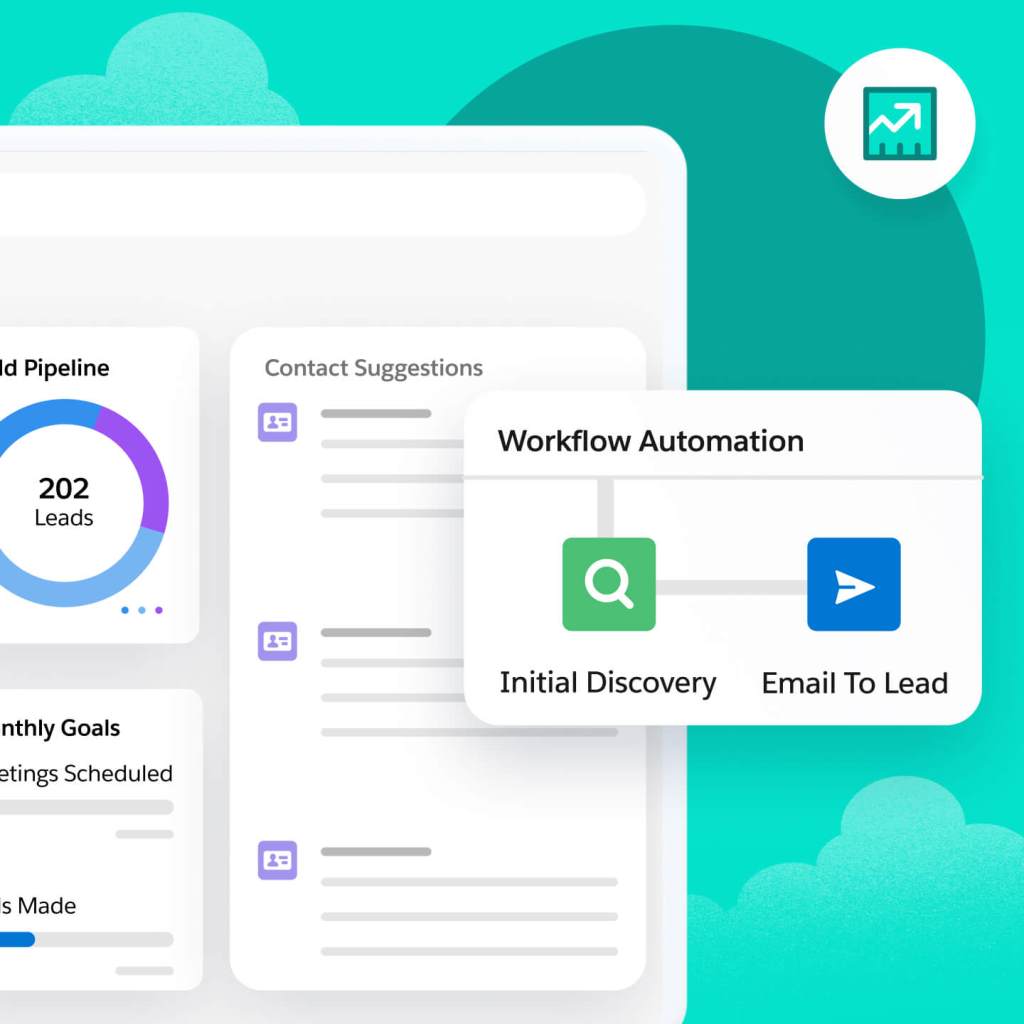 ld Pipeline
202
Leads
nthly Goals
etings Scheduled
ls Made
Contact Suggestions
Workflow Automation
Initial Discovery
Email To Lead